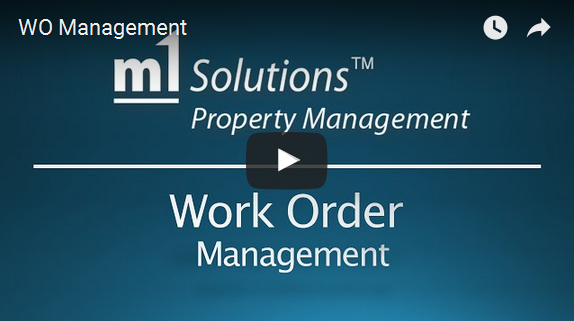 WO Management
m1 Solutions™
Property Management
Work Order
Management